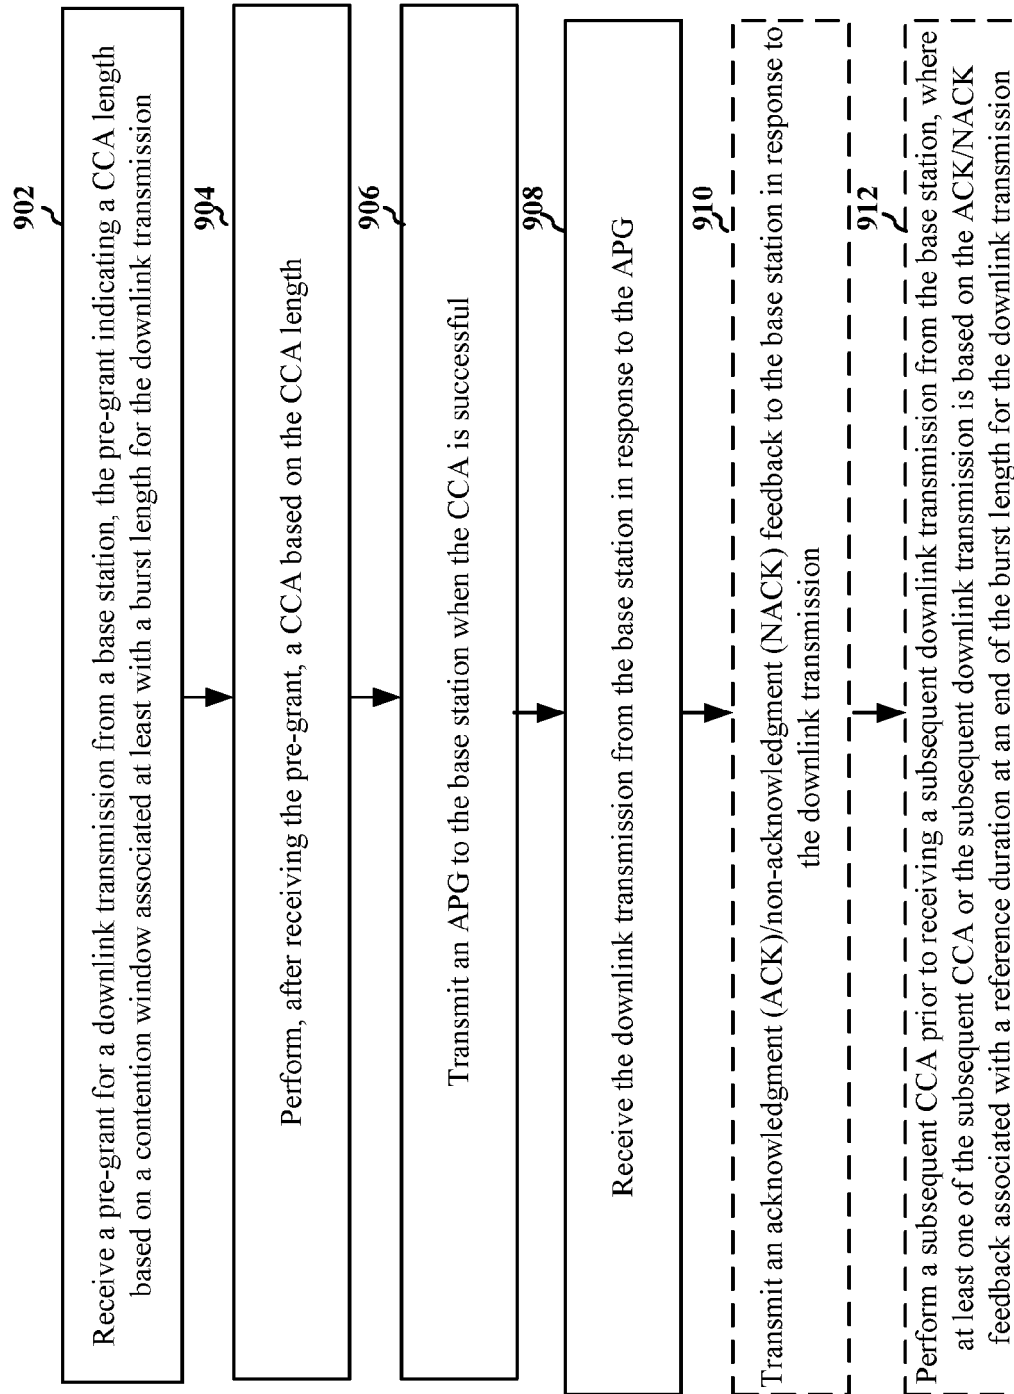 902
Receive a pre-grant for a downlink transmission from a base station, the pre-grant indicating a CCA length
based on a contention window associated at least with a burst length for the downlink transmission
904
Perform, after receiving the pre-grant, a CCA based on the CCA length
906
Transmit an APG to the base station when the CCA is successful
908
Receive the downlink transmission from the base station in response to the APG
910
Transmit an acknowledgment (ACK)/non-acknowledgment (NACK) feedback to the base station in response to
the downlink transmission
912
Perform a subsequent CCA prior to receiving a subsequent downlink transmission from the base station, where
at least one of the subsequent CCA or the subsequent downlink transmission is based on the ACK/NACK
feedback associated with a reference duration at an end of the burst length for the downlink transmission